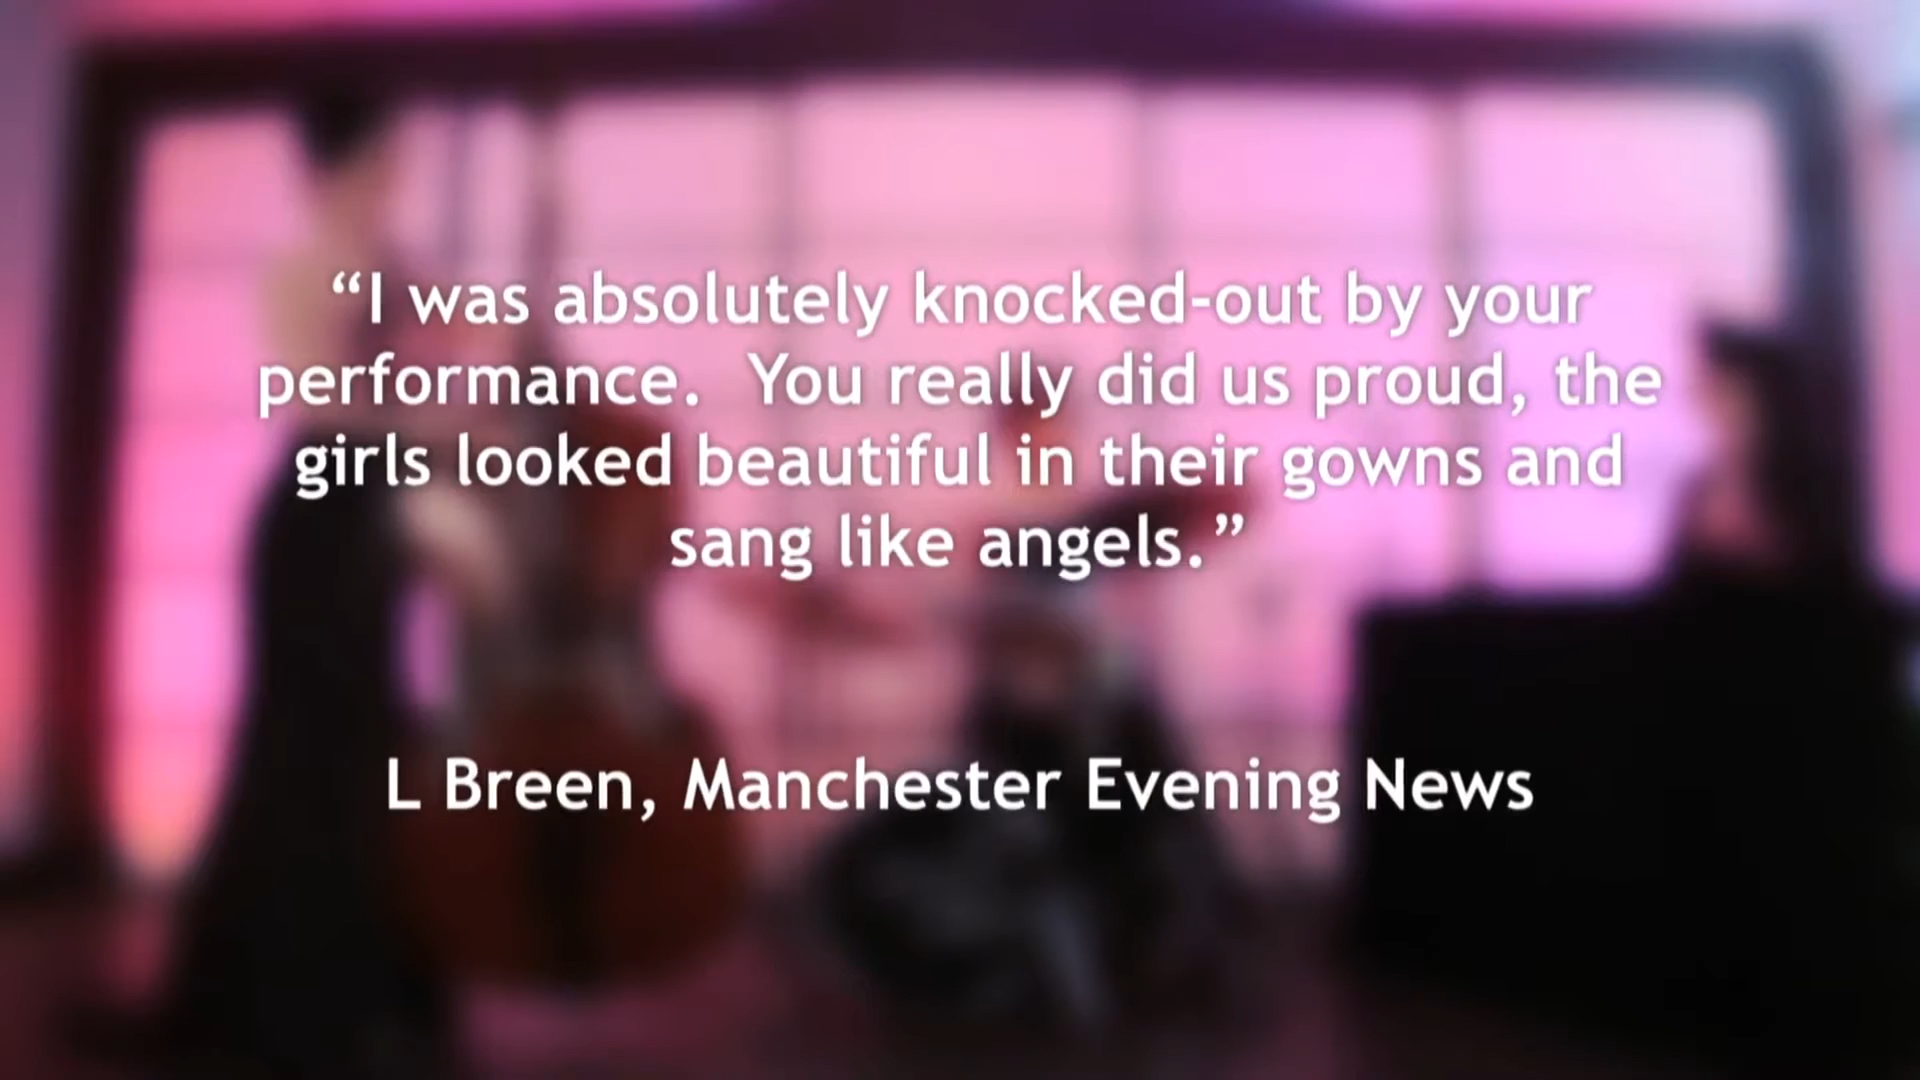 “I was absolutely knocked-out by your
performance.  You really did us proud, the
girls looked beautiful in their gowns and
sang like angels.”
L Breen, Manchester Evening News